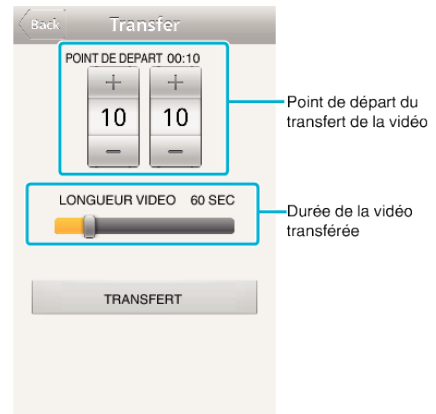 Back Transfer
POINT DE DEPART 00:10
+ +
10 10
− −
Point de départ du
transfert de la vidéo
LONGUEUR VIDEO 60 SEC
Durée de la vidéo
transférée
TRANSFERT